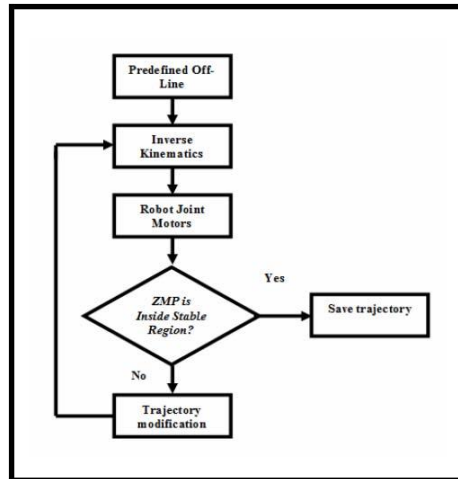 Predefined Off-
Line
Inverse
Kinematics
Robot Joint
Motors
ZMP is
Inside Stable
Region?
Yes
Save trajectory
No
Trajectory
modification